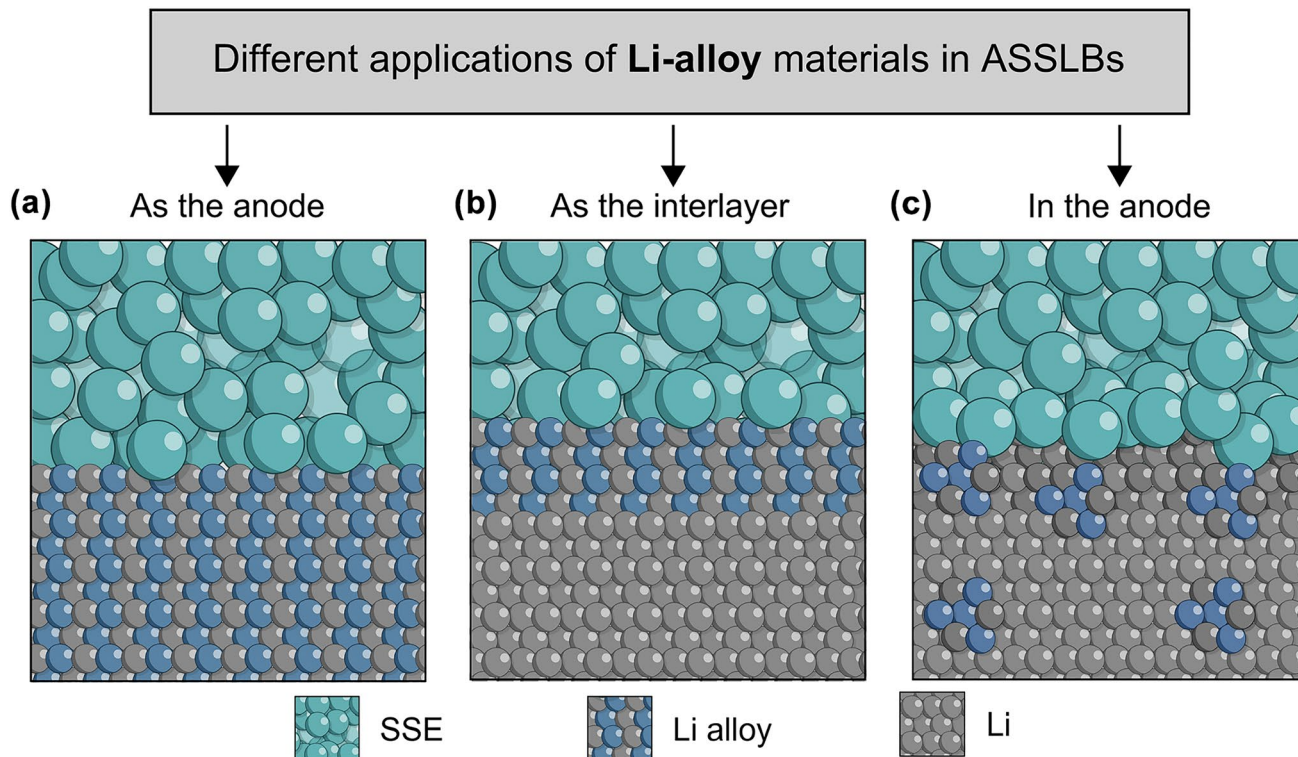 Different applications of Li-alloy materials in ASSLBs
(a) As the anode
(b) As the interlayer
(c) In the anode
SSE
Li alloy
Li